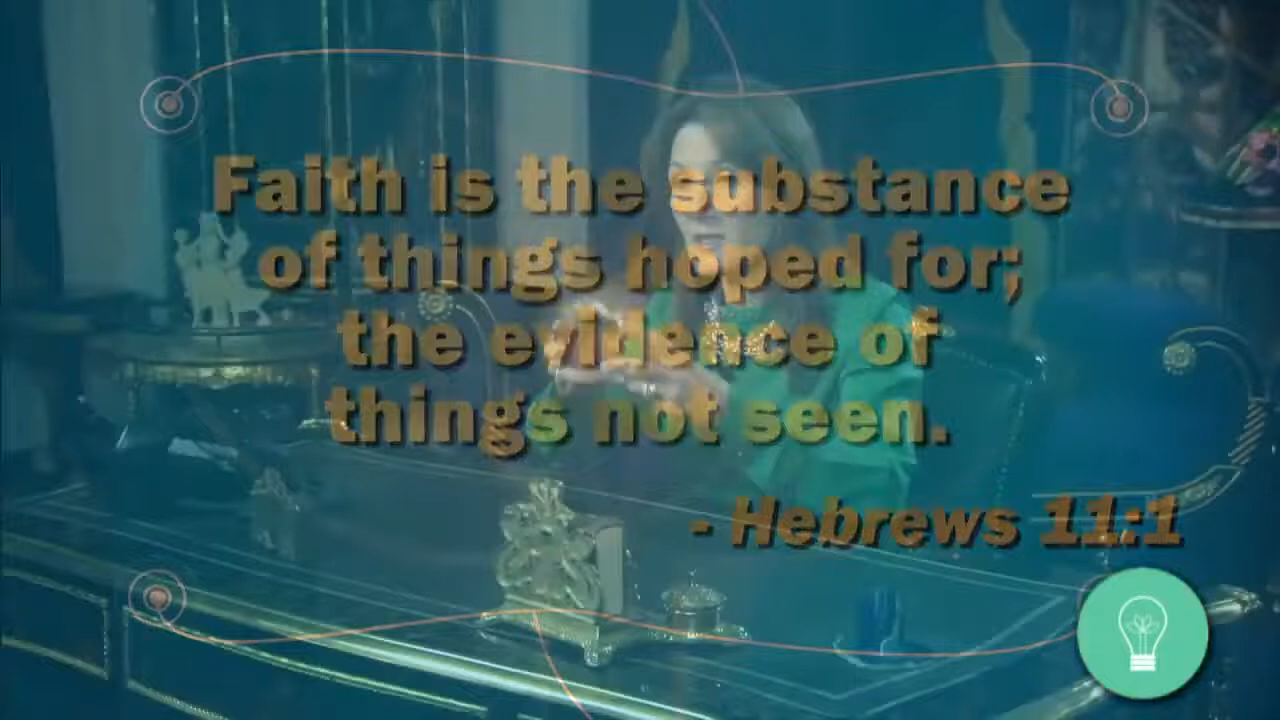 Faith is the substance
of things hoped for;
the evidence of
things not seen.
- Hebrews 11:1